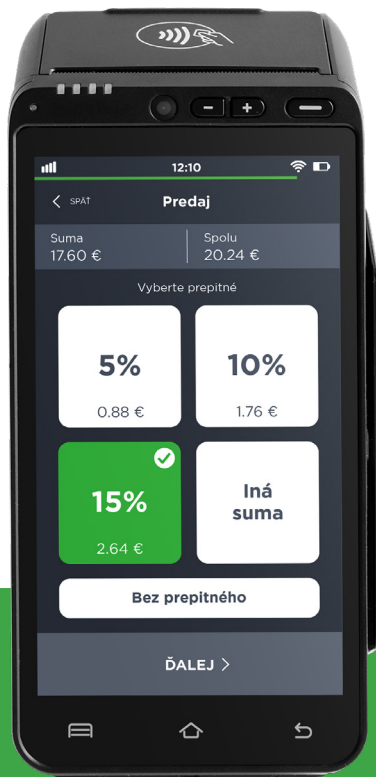 12:10
SPÄŤ
Predaj
Suma
17.60 €
Spolu
20.24 €
Vyberte prepitné
5%
0.88 €
10%
1.76 €
15%
2.64 €
Iná
suma
Bez prepitného
ĎALEJ